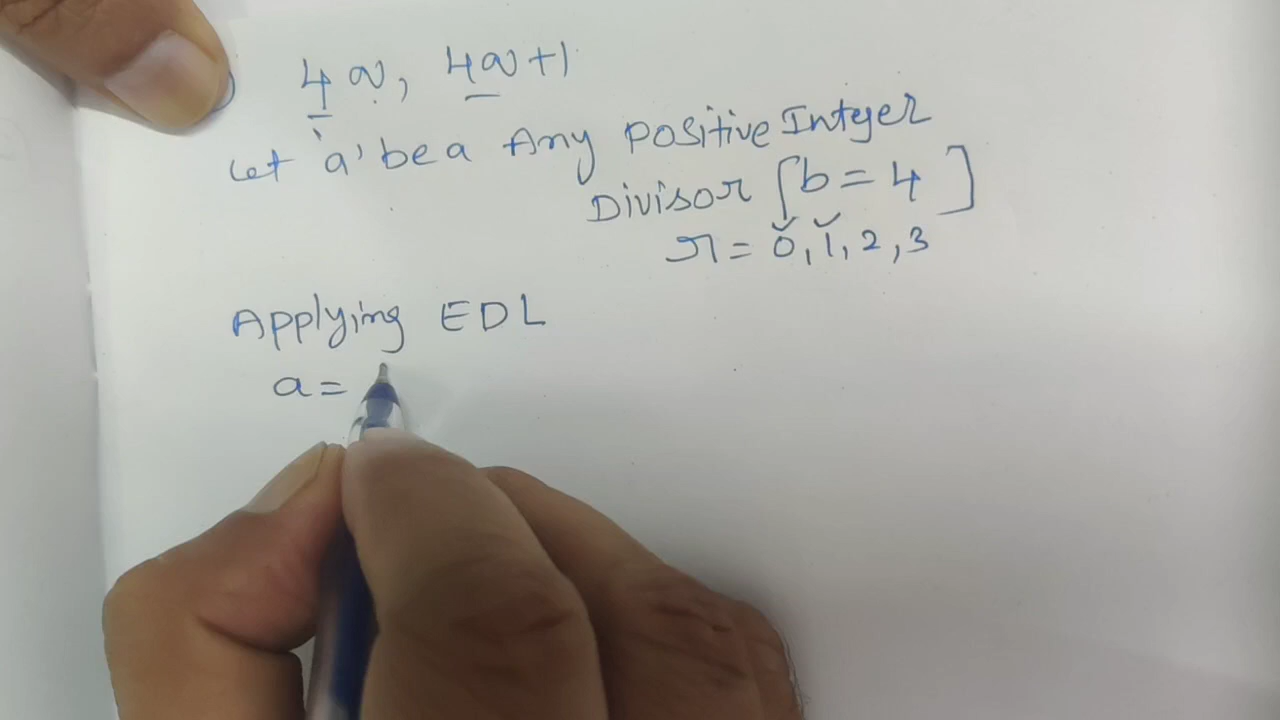 4q, 4q+1
Let 'a' be a Any Positive Integer
Divisor [b = 4]
r = 0, 1, 2, 3
Applying EDL
a =